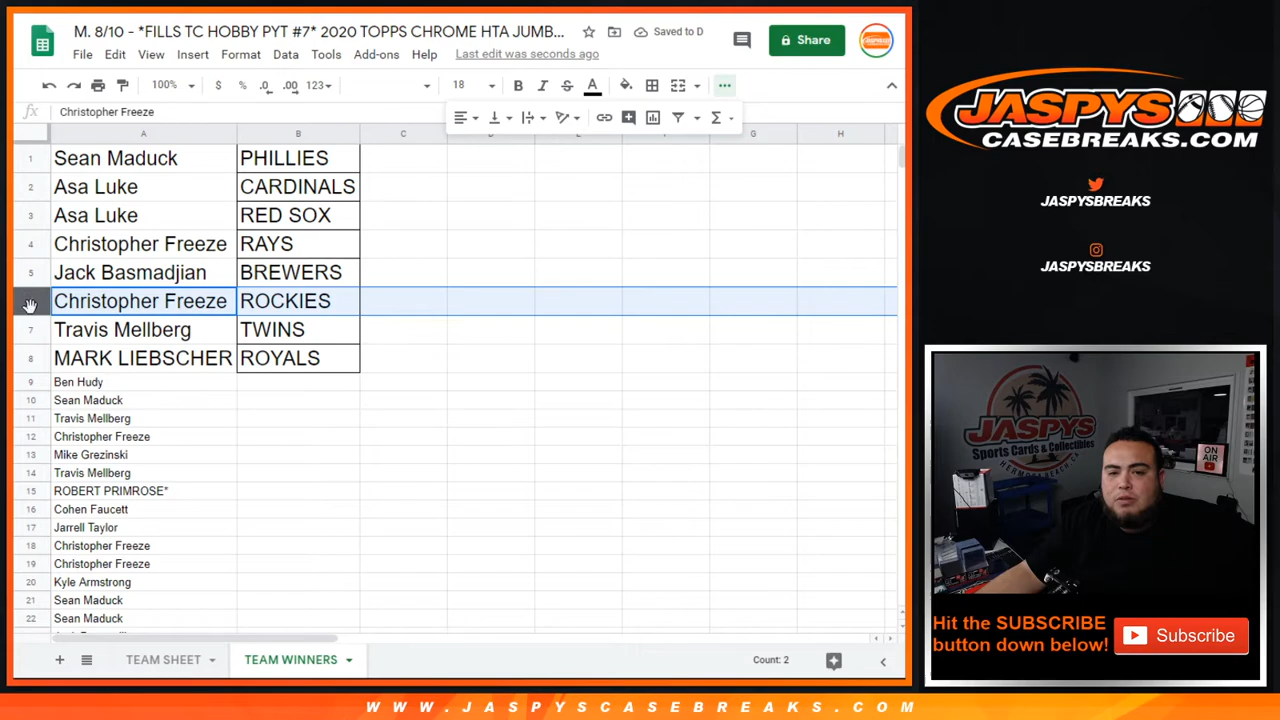 M. 8/10 - *FILLS TC HOBBY PYT #7* 2020 TOPPS CHROME HTA JUMB...
Saved to D
Share
File Edit View Insert Format Data Tools Add-ons Help Last edit was seconds ago
100% $ % .0 .00 123 18 B I S A
fx Christopher Freeze
A B C D E F G H
1 Sean Maduck PHILLIES
2 Asa Luke CARDINALS
3 Asa Luke RED SOX
4 Christopher Freeze RAYS
5 Jack Basmadjian BREWERS
Christopher Freeze ROCKIES
7 Travis Mellberg TWINS
8 MARK LIEBSCHER ROYALS
9 Ben Hudy
10 Sean Maduck
11 Travis Mellberg
12 Christopher Freeze
13 Mike Grezinski
14 Travis Mellberg
15 ROBERT PRIMROSE*
16 Cohen Faucett
17 Jarrell Taylor
18 Christopher Freeze
19 Christopher Freeze
20 Kyle Armstrong
21 Sean Maduck
22 Sean Maduck
TEAM SHEET TEAM WINNERS Count: 2
JASPYS
CASEBREAKS.COM
JASPYSBREAKS
JASPYSBREAKS
JASPYS
Sports Cards & Collectibles
HERMOSA BEACH, CA
ON AIR
Hit the SUBSCRIBE
button down below!
Subscribe
WWW.JASPYSCASEBREAKS.COM